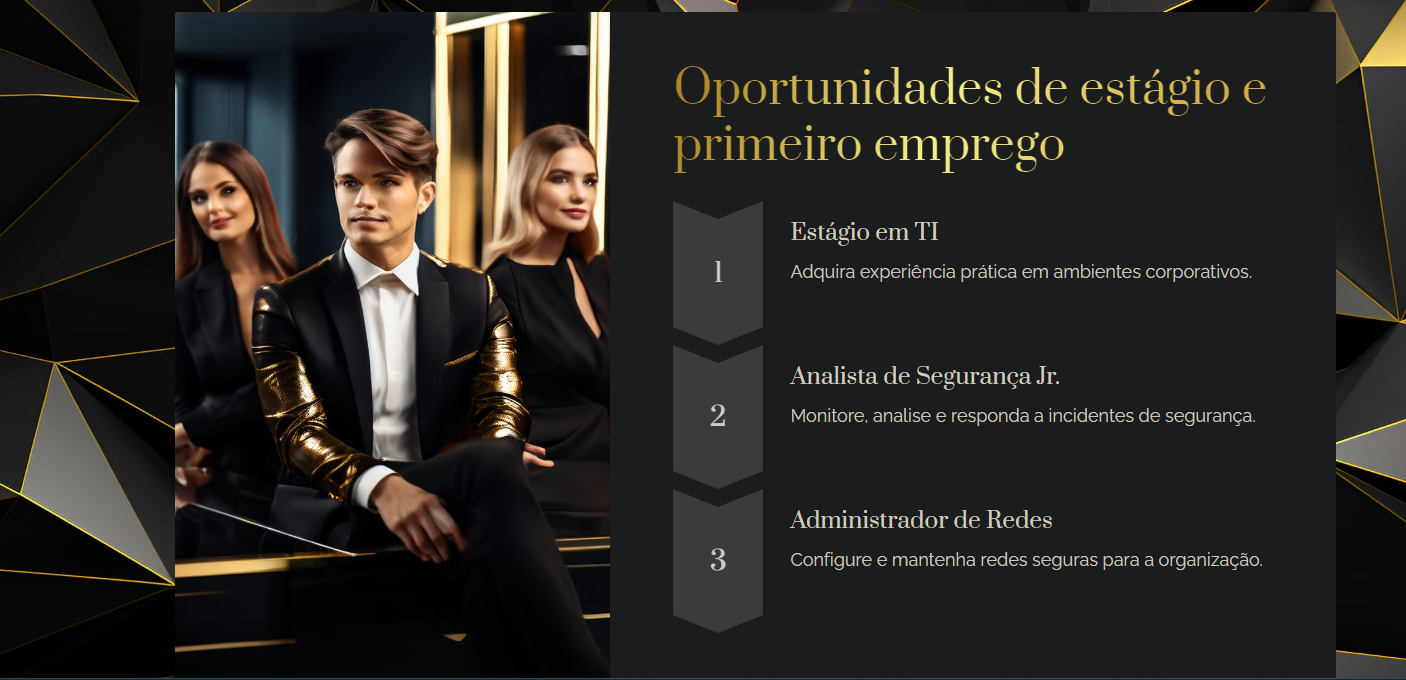 Oportunidades de estágio e
primeiro emprego
1
Estágio em TI
Adquira experiência prática em ambientes corporativos.
2
Analista de Segurança Jr.
Monitore, analise e responda a incidentes de segurança.
3
Administrador de Redes
Configure e mantenha redes seguras para a organização.